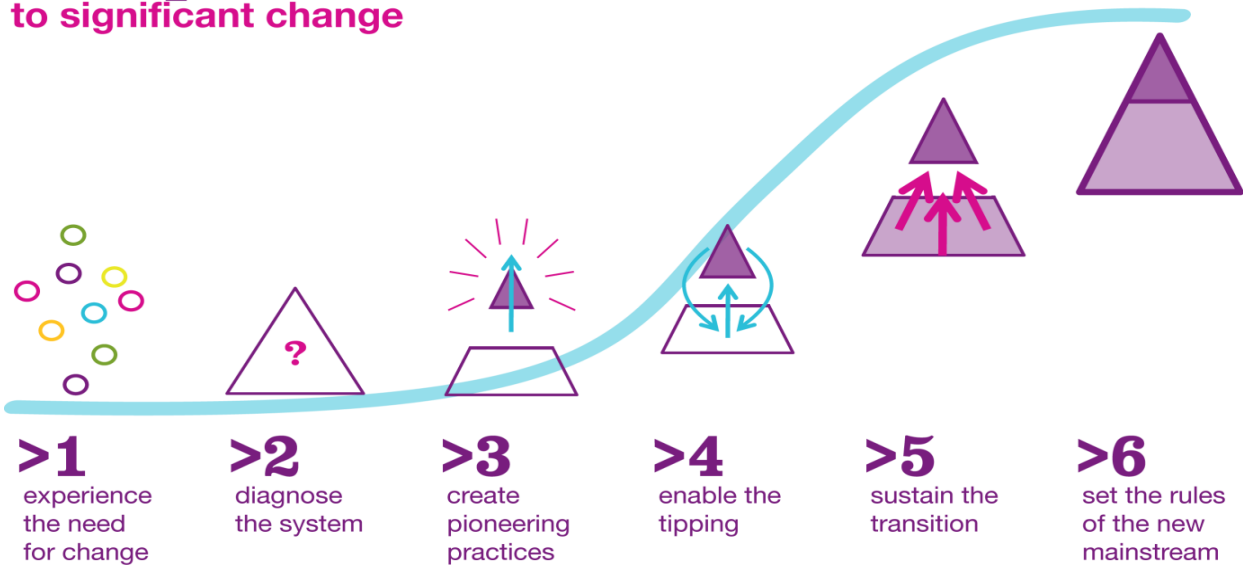 to significant change
?
>1
experience
the need
for change
>2
diagnose
the system
>3
create
pioneering
practices
>4
enable the
tipping
>5
sustain the
transition
>6
set the rules
of the new
mainstream